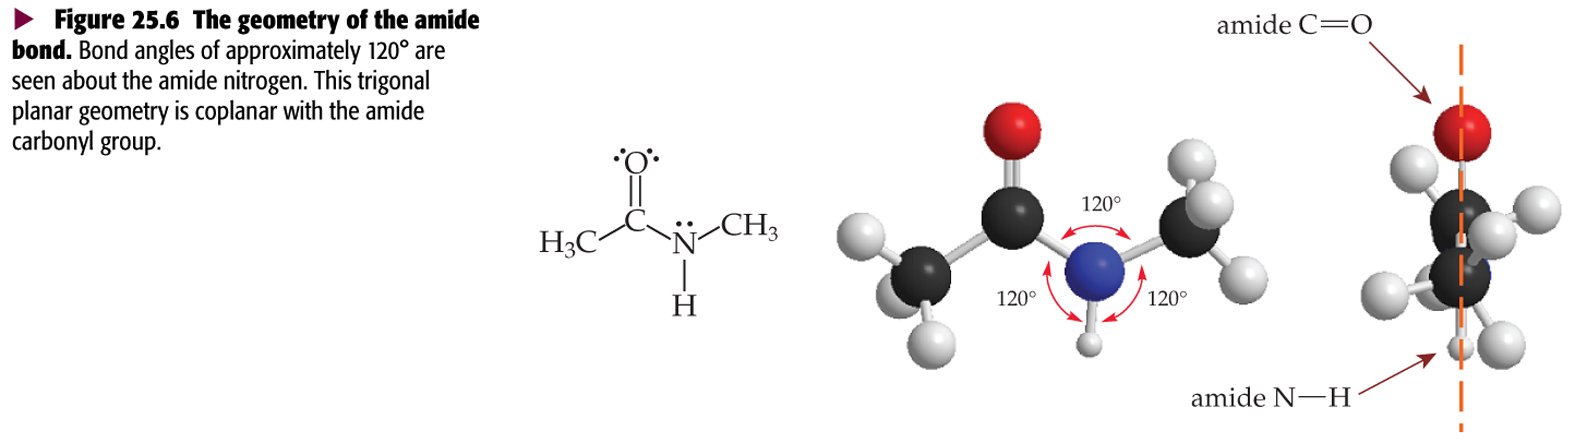 ▶ Figure 25.6 The geometry of the amide
bond. Bond angles of approximately 120° are
seen about the amide nitrogen. This trigonal
planar geometry is coplanar with the amide
carbonyl group.
O
H₃C
C
N
CH₃
H
120°
120°
120°
amide C=O
amide N—H